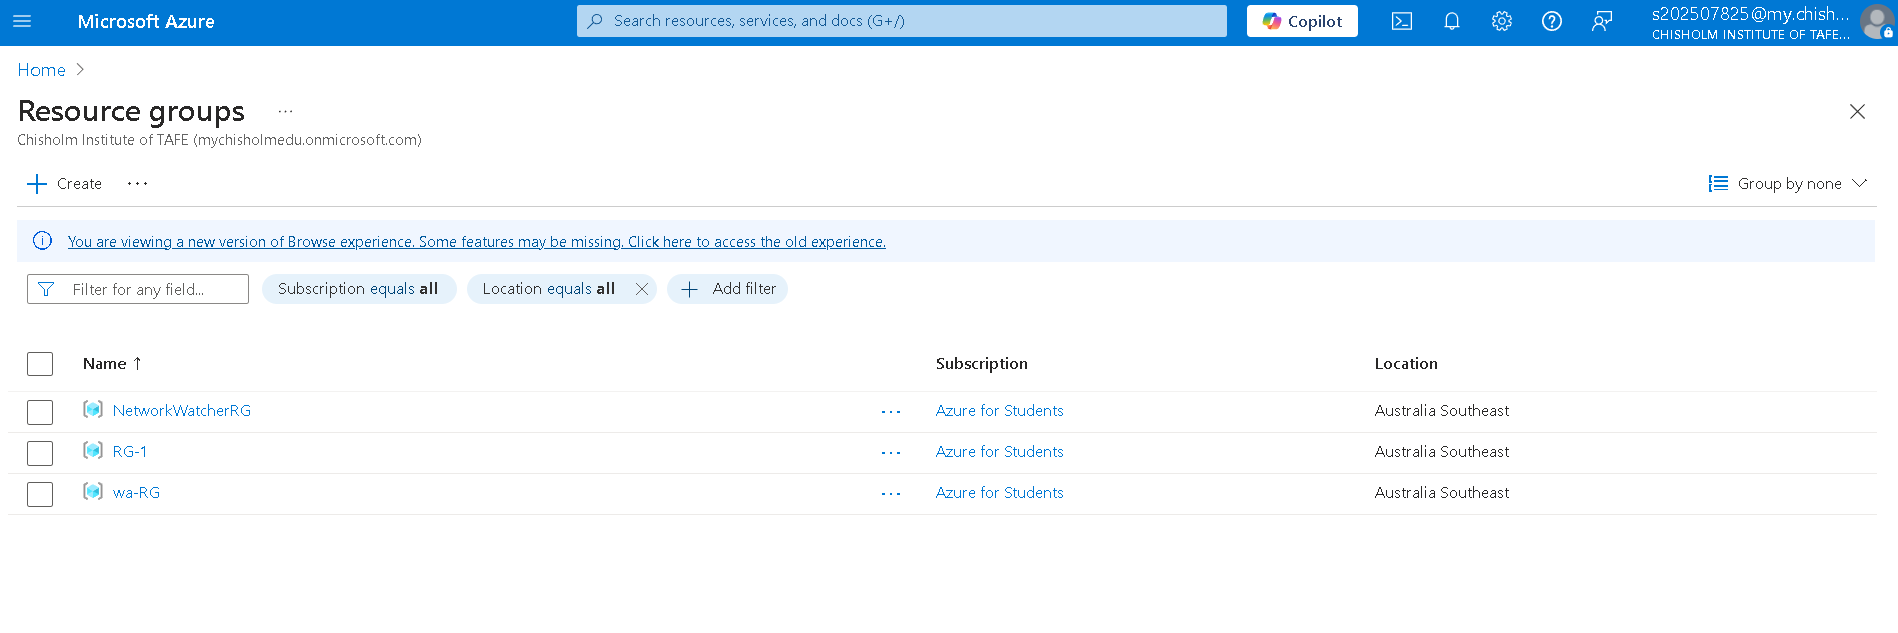 Microsoft Azure
Search resources, services, and docs (G+/)
Copilot
s202507825@my.chish...
CHISHOLM INSTITUTE OF TAFE...
Home
Resource groups
Chisholm Institute of TAFE (mychisholmedu.onmicrosoft.com)
Create
Group by none
You are viewing a new version of Browse experience. Some features may be missing. Click here to access the old experience.
Filter for any field...
Subscription equals all
Location equals all
Add filter
Name ↑ Subscription Location
NetworkWatcherRG Azure for Students Australia Southeast
RG-1 Azure for Students Australia Southeast
wa-RG Azure for Students Australia Southeast